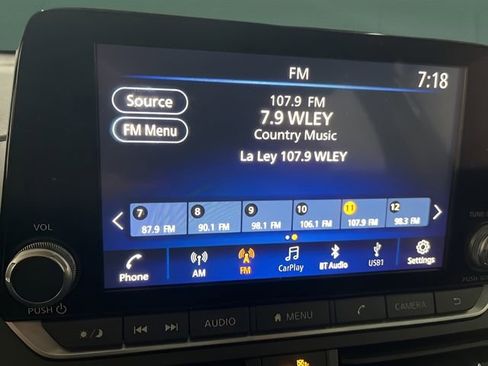 FM
7:18
Source
107.9 FM
7.9 WLEY
FM Menu
Country Music
La Ley 107.9 WLEY
7 8 9 10 11 12
87.9 FM 90.1 FM 98.1 FM 106.1 FM 107.9 FM 98.3 FM
VOL
Phone AM FM CarPlay BT Audio USB1 Settings
PUSH
AUDIO MENU CAMERA